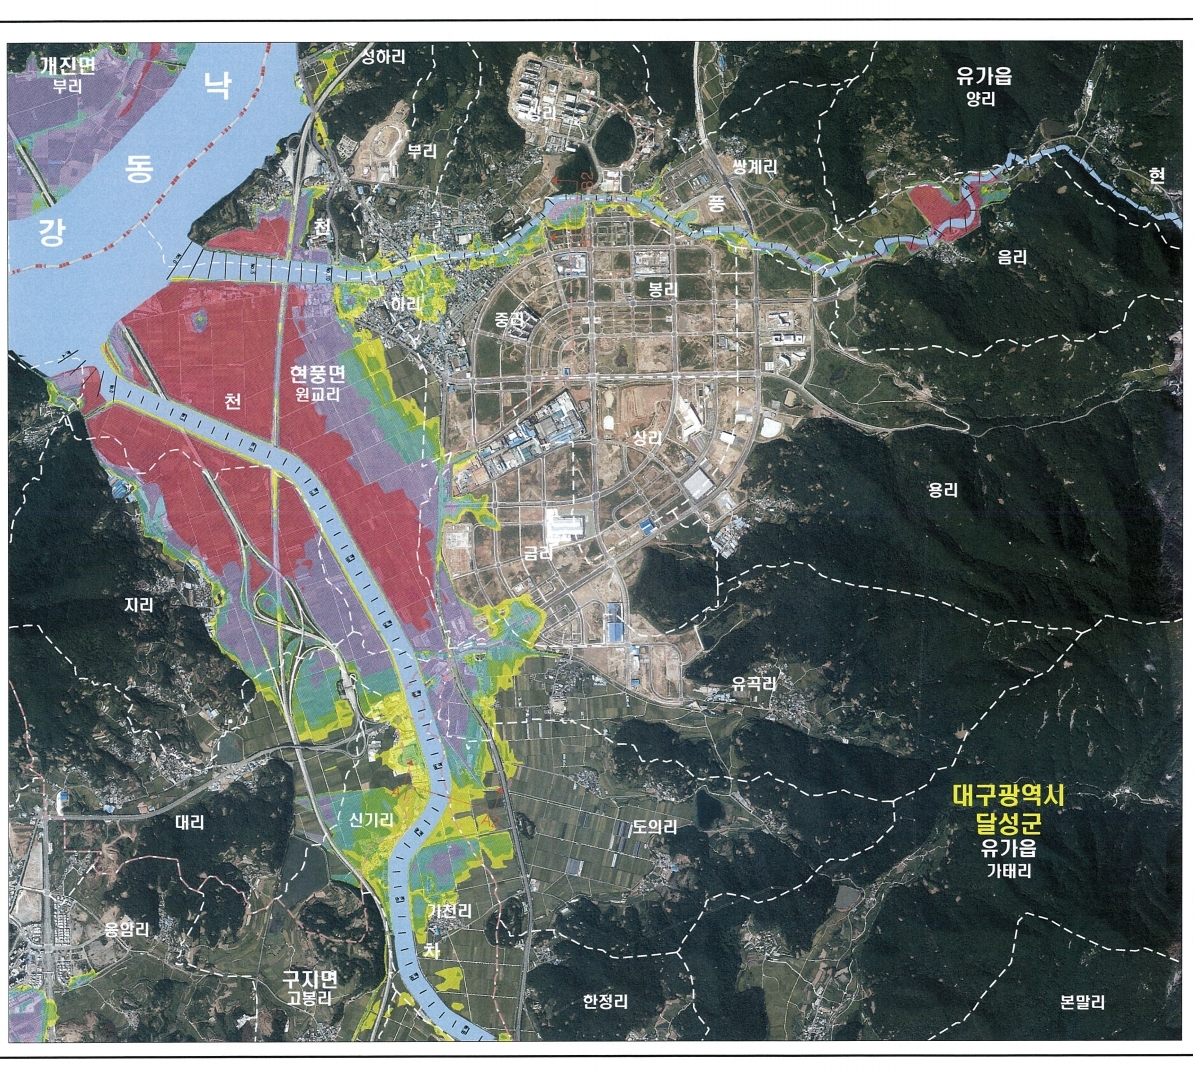 개진면
부리
낙
동
강
성하리
상리
부리
쌍계리
유가읍
양리
현
천
풍
음리
하리
중리
봉리
현풍면
원교리
천
상리
용리
금리
지리
유곡리
대구광역시
달성군
유가읍
가태리
대리
신기리
도의리
기천리
응암리
차
구지면
고봉리
한정리
본말리